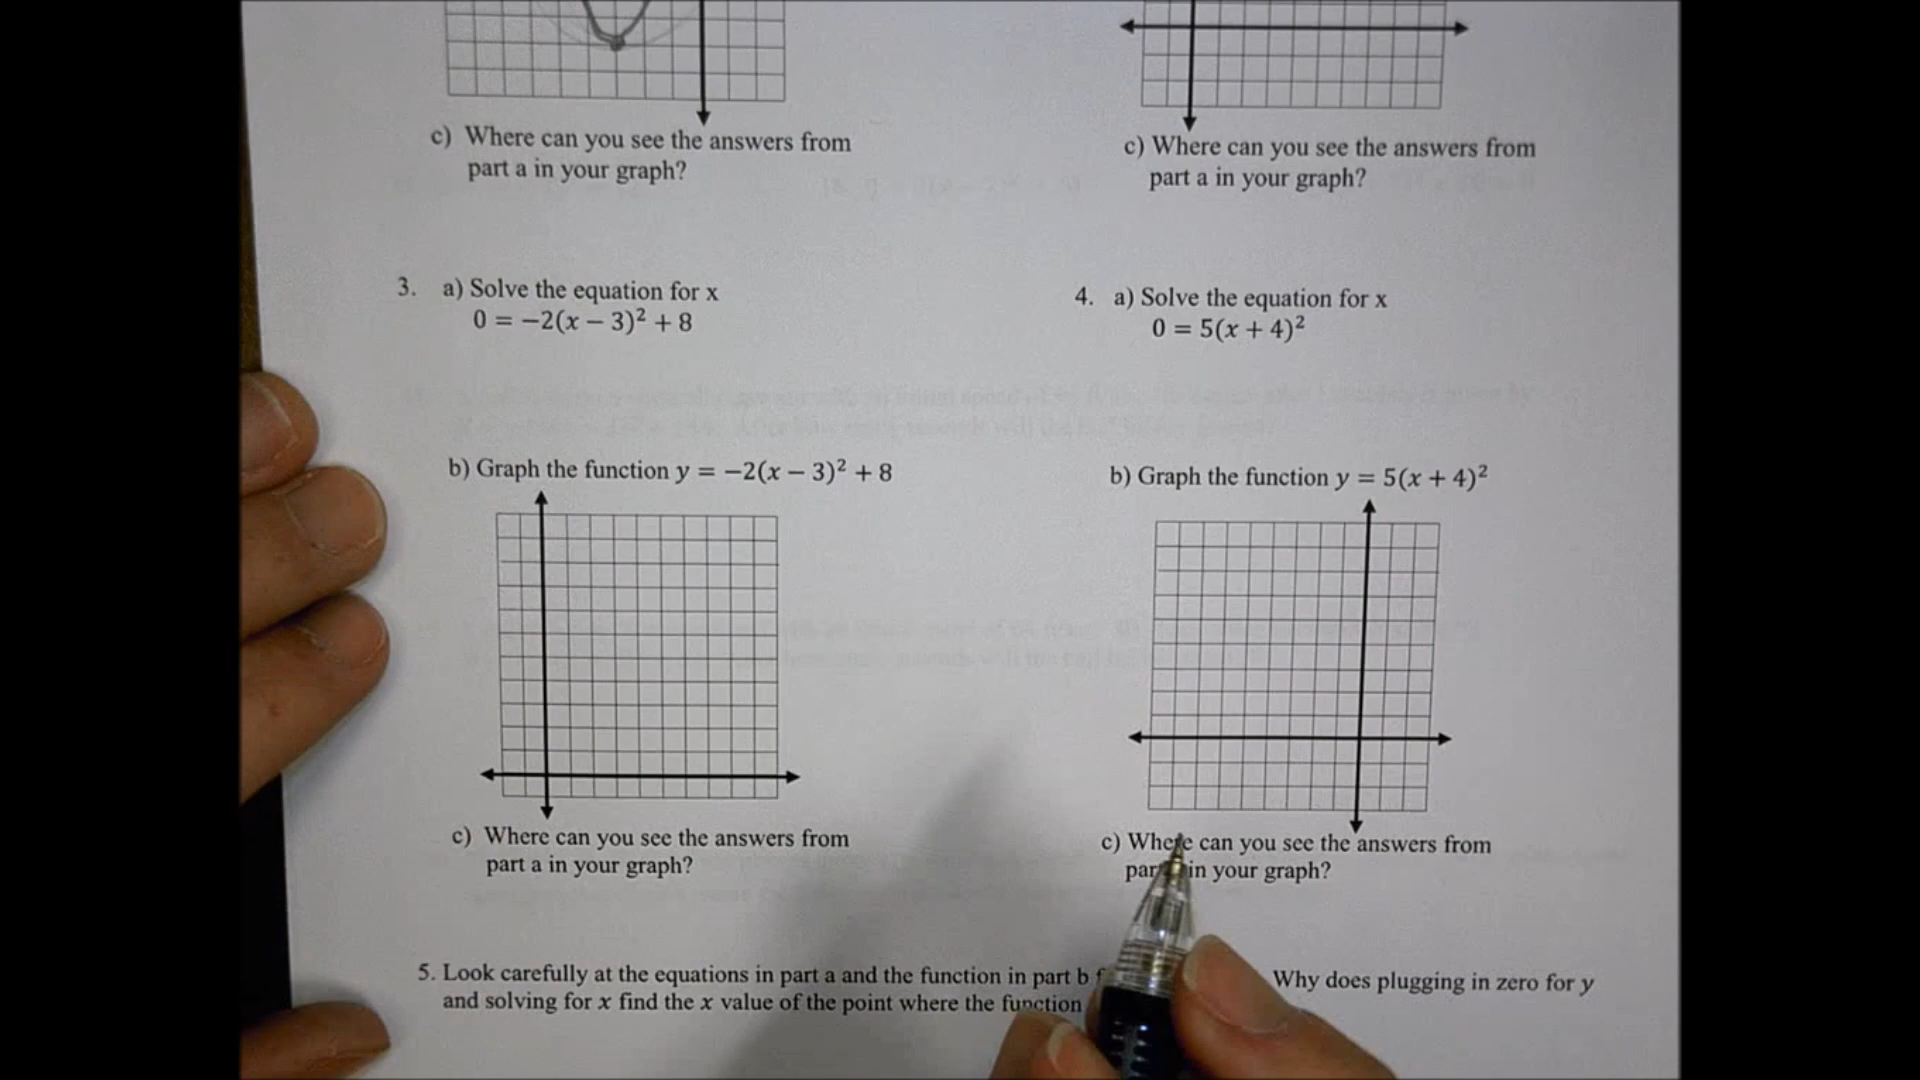 c) Where can you see the answers from
part a in your graph?
c) Where can you see the answers from
part a in your graph?
3. a) Solve the equation for x
0 = −2(x − 3)² + 8
4. a) Solve the equation for x
0 = 5(x + 4)²
b) Graph the function y = −2(x − 3)² + 8
b) Graph the function y = 5(x + 4)²
c) Where can you see the answers from
part a in your graph?
c) Where can you see the answers from
par in your graph?
5. Look carefully at the equations in part a and the function in part b Why does plugging in zero for y
and solving for x find the x value of the point where the function